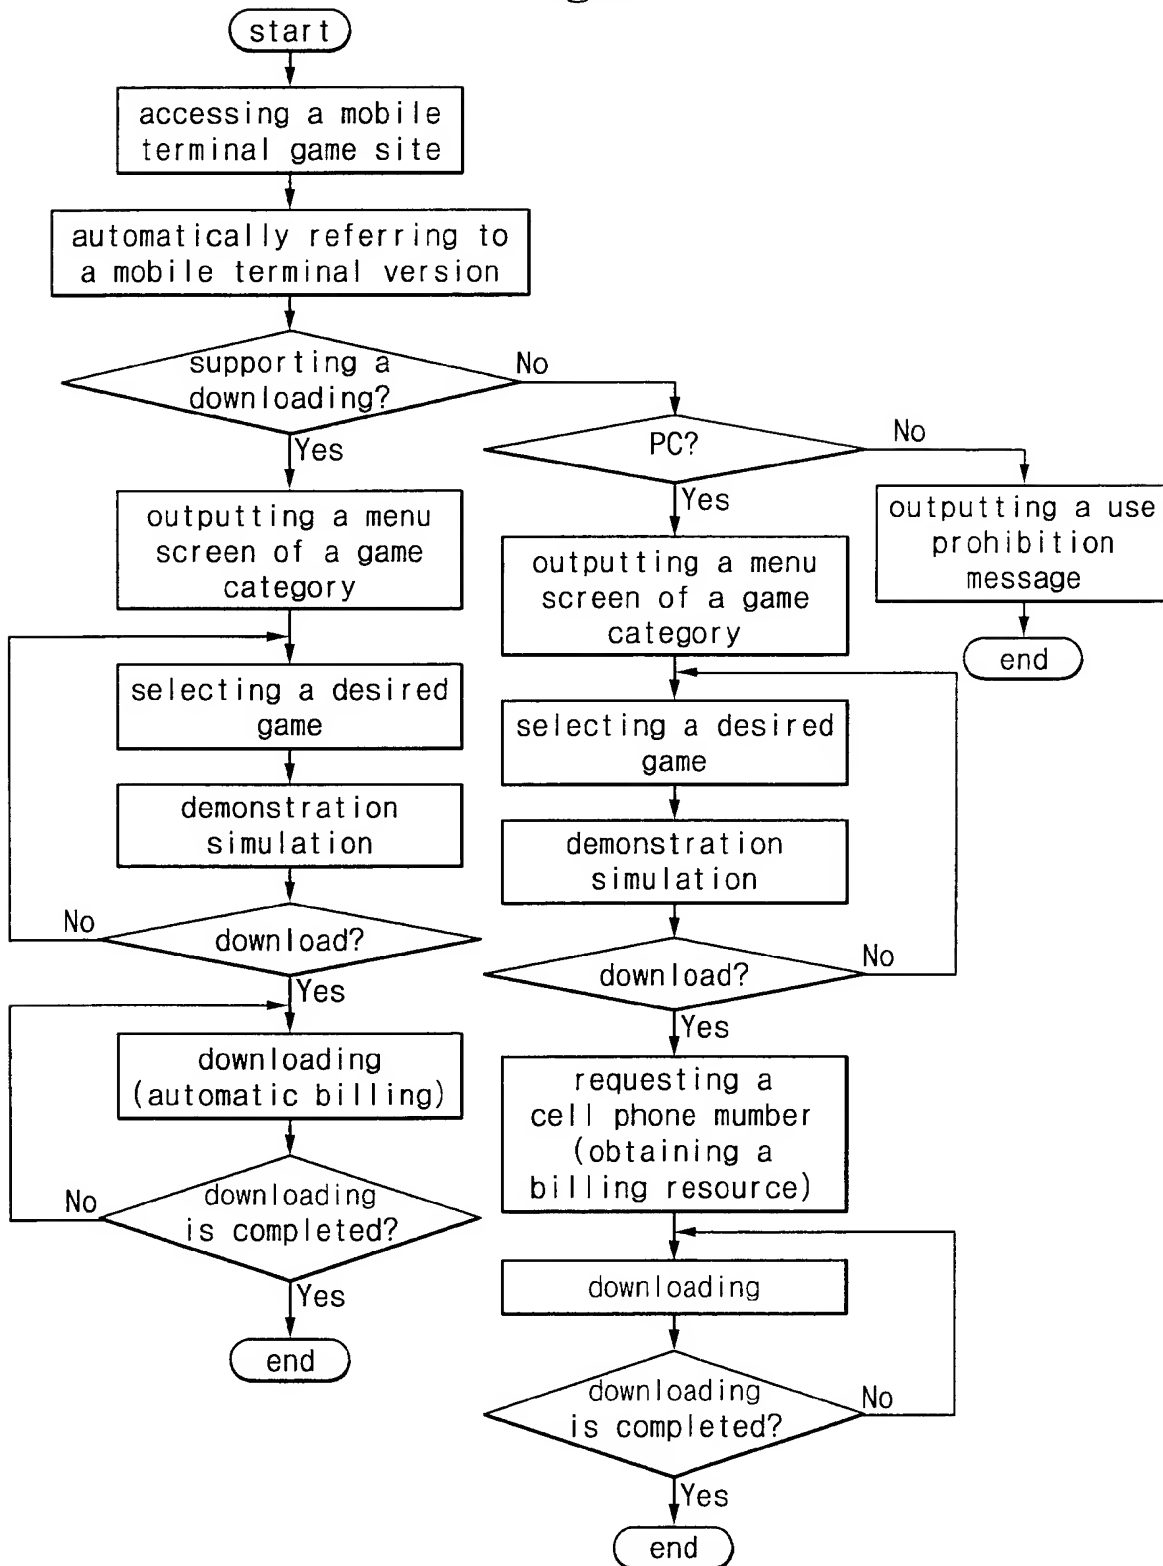 start
accessing a mobile
terminal game site
automatically referring to
a mobile terminal version
supporting a
downloading?
No
Yes
PC?
No
Yes
outputting a use
prohibition
message
end
outputting a menu
screen of a game
category
selecting a desired
game
demonstration
simulation
download?
No
Yes
downloading
(automatic billing)
downloading
is completed?
No
Yes
end
outputting a menu
screen of a game
category
selecting a desired
game
demonstration
simulation
download?
No
Yes
requesting a
cell phone mumber
(obtaining a
billing resource)
downloading
downloading
is completed?
No
Yes
end